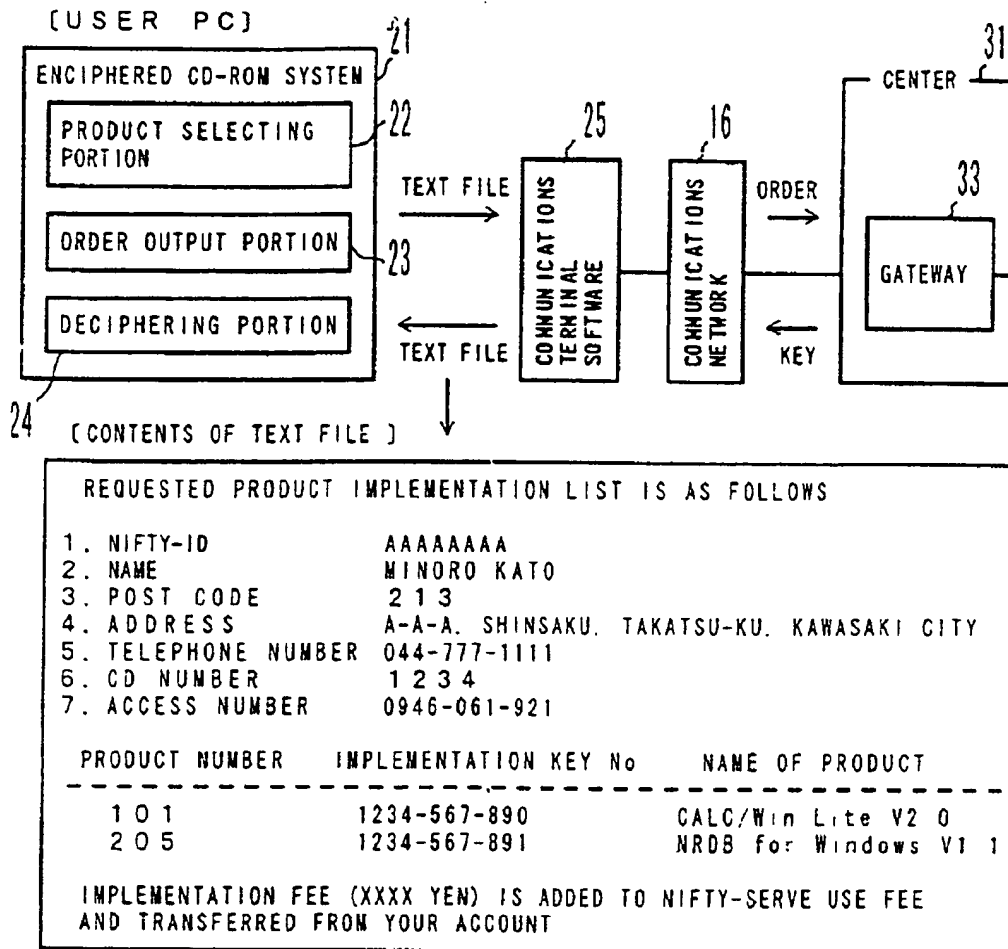 [USER PC]
21
ENCIPHERED CD-ROM SYSTEM
PRODUCT SELECTING
PORTION
22
ORDER OUTPUT PORTION
23
DECIPHERING PORTION
24
TEXT FILE
TEXT FILE
25
COMMUNICATIONS
TERMINAL
SOFTWARE
16
COMMUNICATIONS
NETWORK
ORDER
KEY
31
CENTER
33
GATEWAY
[CONTENTS OF TEXT FILE ]
REQUESTED PRODUCT IMPLEMENTATION LIST IS AS FOLLOWS
1. NIFTY-ID AAAAAAAA
2. NAME MINORO KATO
3. POST CODE 213
4. ADDRESS A-A-A. SHINSAKU. TAKATSU-KU. KAWASAKI CITY
5. TELEPHONE NUMBER 044-777-1111
6. CD NUMBER 1234
7. ACCESS NUMBER 0946-061-921
PRODUCT NUMBER IMPLEMENTATION KEY No NAME OF PRODUCT
101 1234-567-890 CALC/Win Lite V2 0
205 1234-567-891 NRDB for Windows V1 1
IMPLEMENTATION FEE (XXXX YEN) IS ADDED TO NIFTY-SERVE USE FEE
AND TRANSFERRED FROM YOUR ACCOUNT